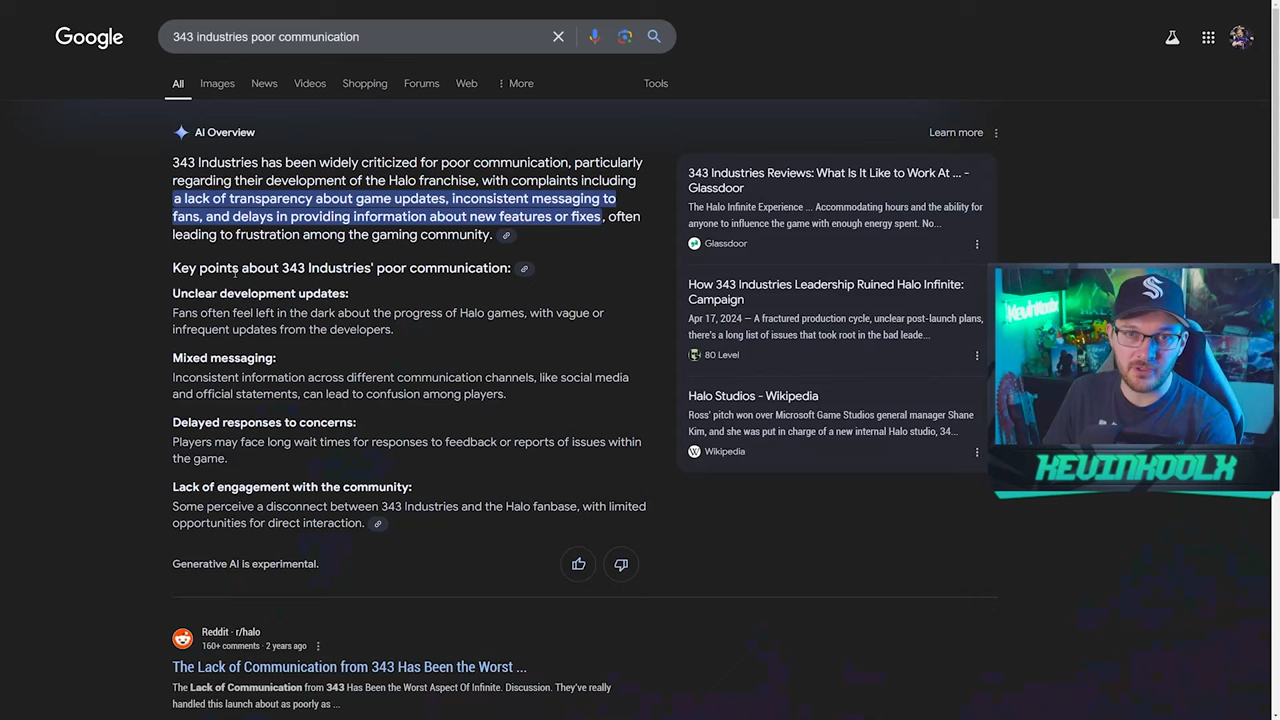 Google
343 industries poor communication
All
Images
News
Videos
Shopping
Forums
Web
More
Tools
AI Overview
Learn more
343 Industries has been widely criticized for poor communication, particularly
regarding their development of the Halo franchise, with complaints including
a lack of transparency about game updates, inconsistent messaging to
fans, and delays in providing information about new features or fixes, often
leading to frustration among the gaming community.
Key points about 343 Industries' poor communication:
Unclear development updates:
Fans often feel left in the dark about the progress of Halo games, with vague or
infrequent updates from the developers.
Mixed messaging:
Inconsistent information across different communication channels, like social media
and official statements, can lead to confusion among players.
Delayed responses to concerns:
Players may face long wait times for responses to feedback or reports of issues within
the game.
Lack of engagement with the community:
Some perceive a disconnect between 343 Industries and the Halo fanbase, with limited
opportunities for direct interaction.
Generative AI is experimental.
343 Industries Reviews: What Is It Like to Work At ... -
Glassdoor
The Halo Infinite Experience ... Accommodating hours and the ability for
anyone to influence the game with enough energy spent. No...
Glassdoor
How 343 Industries Leadership Ruined Halo Infinite:
Campaign
Apr 17, 2024 — A fractured production cycle, unclear post-launch plans,
there's a long list of issues that took root in the bad leade...
80 Level
Halo Studios - Wikipedia
Ross' pitch won over Microsoft Game Studios general manager Shane
Kim, and she was put in charge of a new internal Halo studio, 34...
Wikipedia
KevinKoolx
KEVINKOOLX
Reddit · r/halo
160+ comments · 2 years ago
The Lack of Communication from 343 Has Been the Worst ...
The Lack of Communication from 343 Has Been the Worst Aspect Of Infinite. Discussion. They've really
handled this launch about as poorly as ...